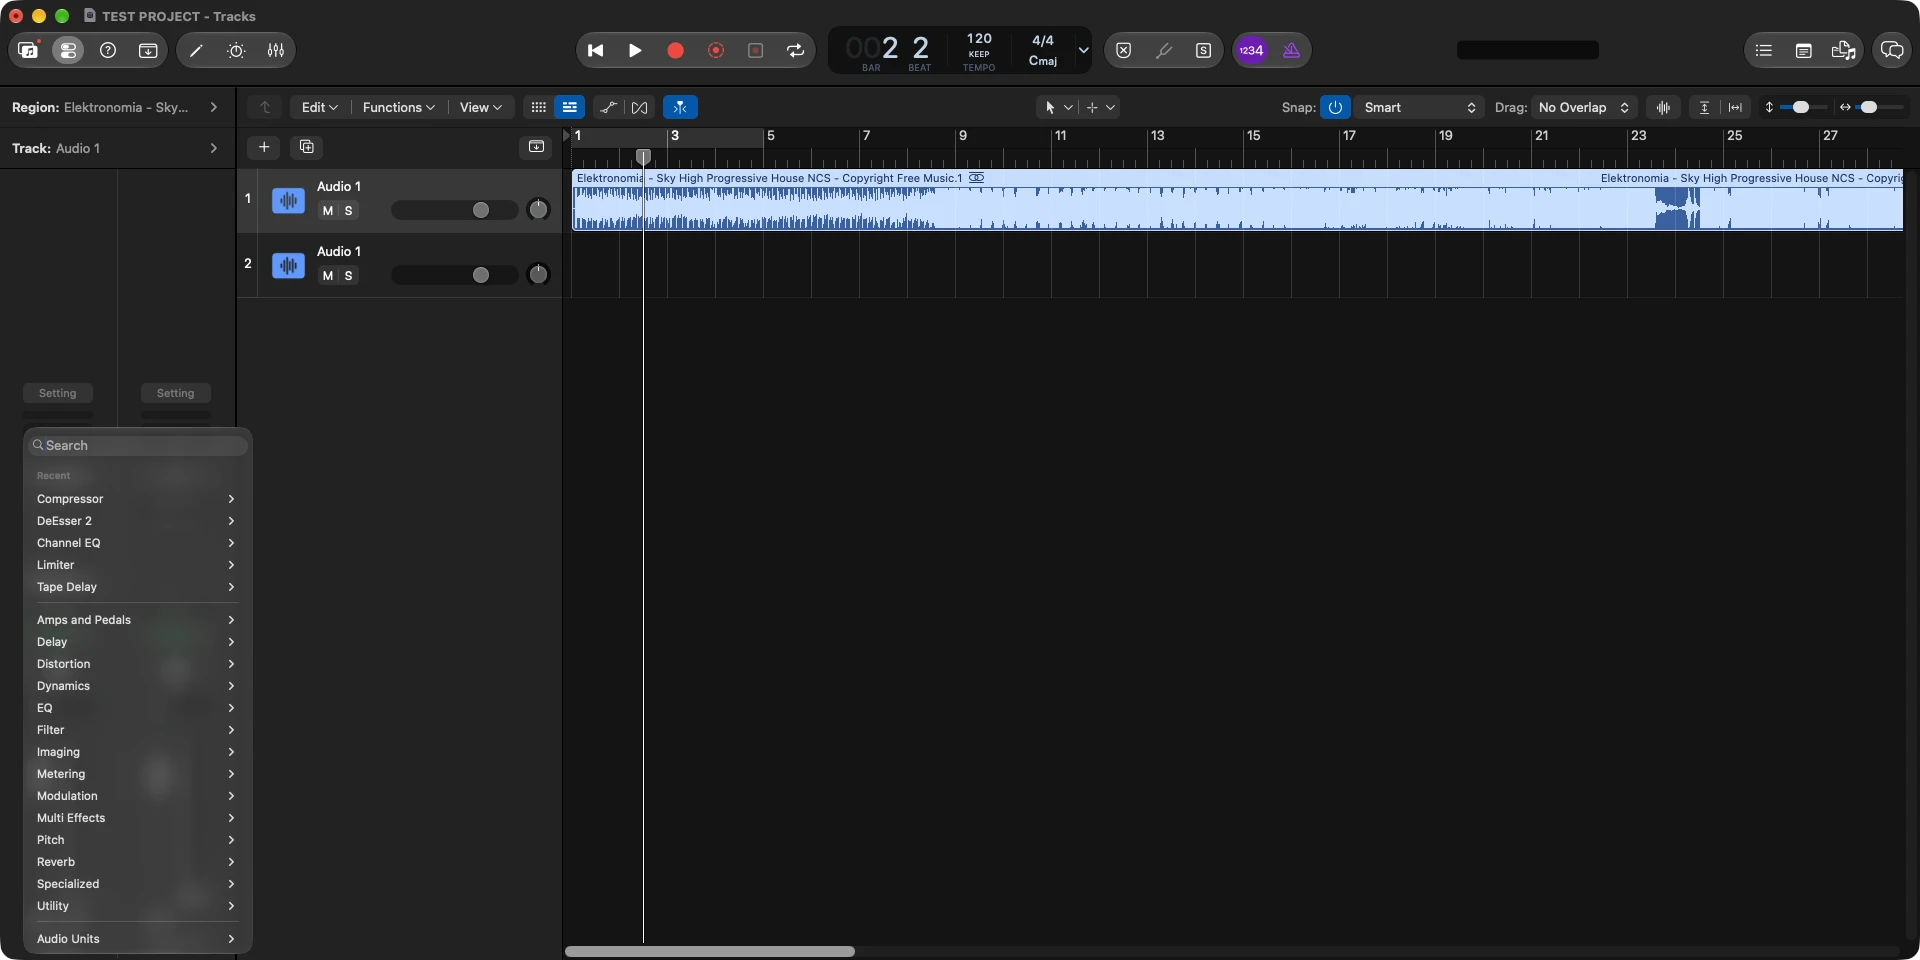 TEST PROJECT - Tracks
002 2
BAR BEAT
120
KEEP
TEMPO
4/4
Cmaj
S
1234
Region: Elektronomia - Sky...
Track: Audio 1
Edit
Functions
View
Snap:
Smart
Drag:
No Overlap
1 3 5 7 9 11 13 15 17 19 21 23 25 27
1
Audio 1
M S
Elektronomia - Sky High Progressive House NCS - Copyright Free Music.1
Elektronomia - Sky High Progressive House NCS - Copyrig
2
Audio 1
M S
Setting
Setting
Search
Recent
Compressor
DeEsser 2
Channel EQ
Limiter
Tape Delay
Amps and Pedals
Delay
Distortion
Dynamics
EQ
Filter
Imaging
Metering
Modulation
Multi Effects
Pitch
Reverb
Specialized
Utility
Audio Units